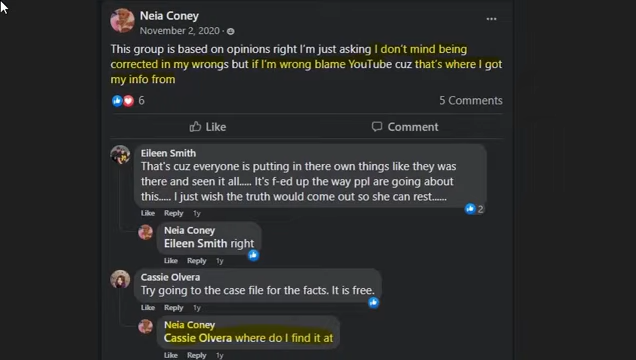 Neia Coney
November 2, 2020 ·
This group is based on opinions right I'm just asking I don't mind being
corrected in my wrongs but if I'm wrong blame YouTube cuz that's where I got
my info from
6
5 Comments
Like
Comment
Eileen Smith
That's cuz everyone is putting in there own things like they was
there and seen it all..... It's f-ed up the way ppl are going about
this..... I just wish the truth would come out so she can rest......
2
Like Reply 1y
Neia Coney
Eileen Smith right
Like Reply 1y
Cassie Olvera
Try going to the case file for the facts. It is free.
Like Reply 1y
Neia Coney
Cassie Olvera where do I find it at
Like Reply 1y